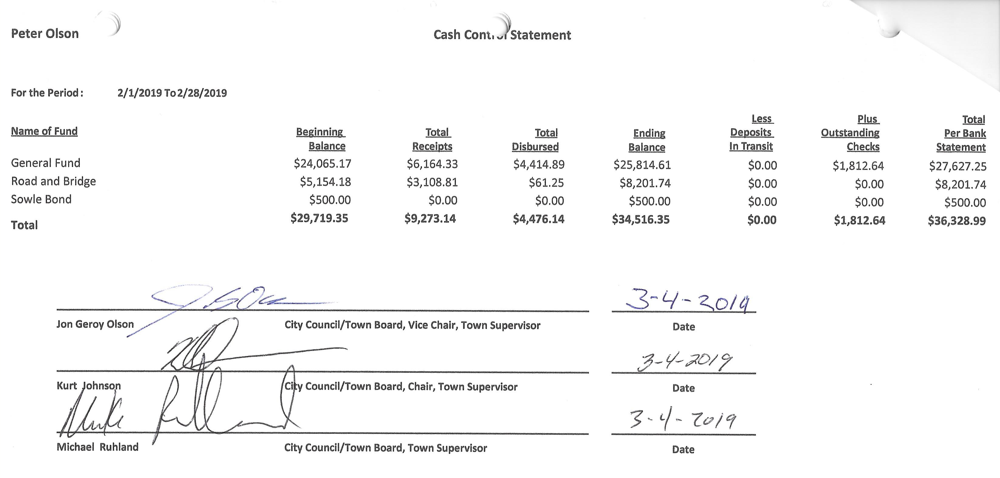 Peter Olson Cash Control Statement
For the Period: 2/1/2019 To 2/28/2019
Less Plus Total
Name of Fund Beginning Total Total Ending Deposits Outstanding Per Bank
Balance Receipts Disbursed Balance In Transit Checks Statement
General Fund $24,065.17 $6,164.33 $4,414.89 $25,814.61 $0.00 $1,812.64 $27,627.25
Road and Bridge $5,154.18 $3,108.81 $61.25 $8,201.74 $0.00 $0.00 $8,201.74
Sowle Bond $500.00 $0.00 $0.00 $500.00 $0.00 $0.00 $500.00
Total $29,719.35 $9,273.14 $4,476.14 $34,516.35 $0.00 $1,812.64 $36,328.99
3-4-2019
Jon Geroy Olson City Council/Town Board, Vice Chair, Town Supervisor Date
3-4-2019
Kurt Johnson City Council/Town Board, Chair, Town Supervisor Date
Mike Ruhland 3-4-2019
Michael Ruhland City Council/Town Board, Town Supervisor Date